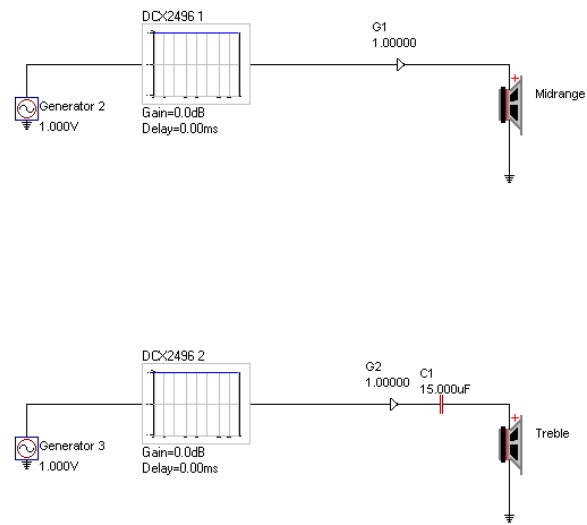 DCX2496 1
G1
1.00000
Midrange
Generator 2
1.000V
Gain=0.0dB
Delay=0.00ms
DCX2496 2
G2
1.00000
C1
15.000uF
Treble
Generator 3
1.000V
Gain=0.0dB
Delay=0.00ms